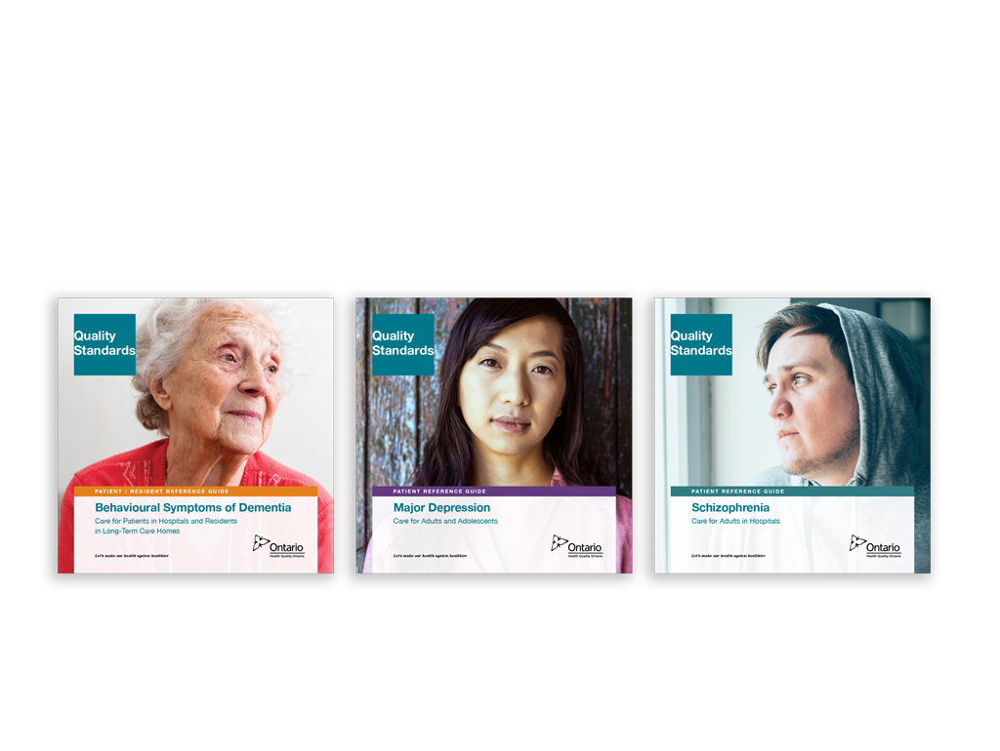 Quality
Standards
PATIENT / RESIDENT REFERENCE GUIDE
Behavioural Symptoms of Dementia
Care for Patients in Hospitals and Residents
in Long-Term Care Homes
Let's make our health system healthier
Ontario
Health Quality Ontario
Quality
Standards
PATIENT REFERENCE GUIDE
Major Depression
Care for Adults and Adolescents
Let's make our health system healthier
Ontario
Health Quality Ontario
Quality
Standards
PATIENT REFERENCE GUIDE
Schizophrenia
Care for Adults in Hospitals
Let's make our health system healthier
Ontario
Health Quality Ontario